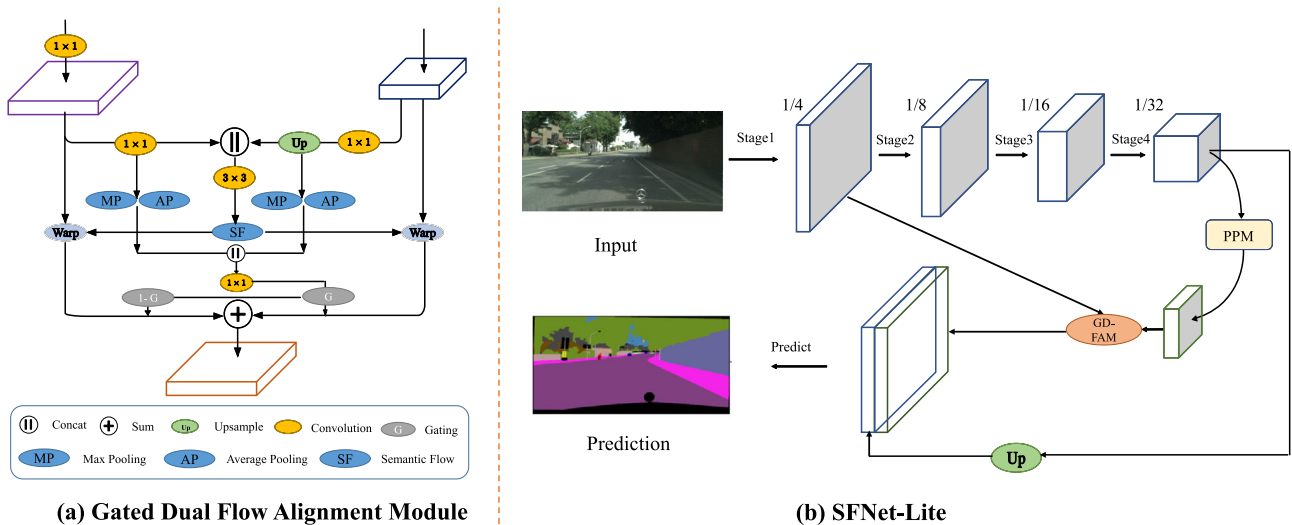 1 × 1
1 × 1
||
Up
1 × 1
3 × 3
MP
AP
MP
AP
Warp
SF
Warp
||
1 × 1
1- G
G
+
|| Concat
+ Sum
Up Upsample
Convolution
G Gating
MP Max Pooling
AP Average Pooling
SF Semantic Flow
(a) Gated Dual Flow Alignment Module
Input
Stage1
1/4
Stage2
1/8
Stage3
1/16
Stage4
1/32
PPM
GD-
FAM
Predict
Prediction
Up
(b) SFNet-Lite